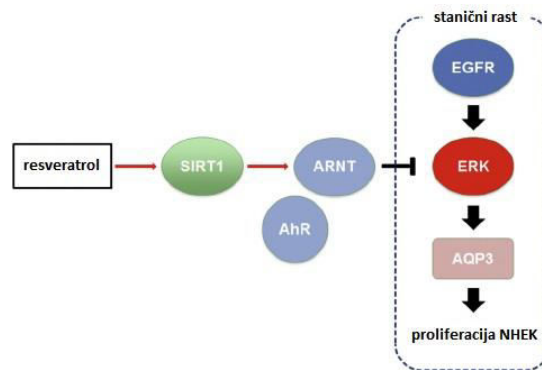 stanični rast
EGFR
resveratrol
SIRT1
ARNT
ERK
AhR
AQP3
proliferacija NHEK